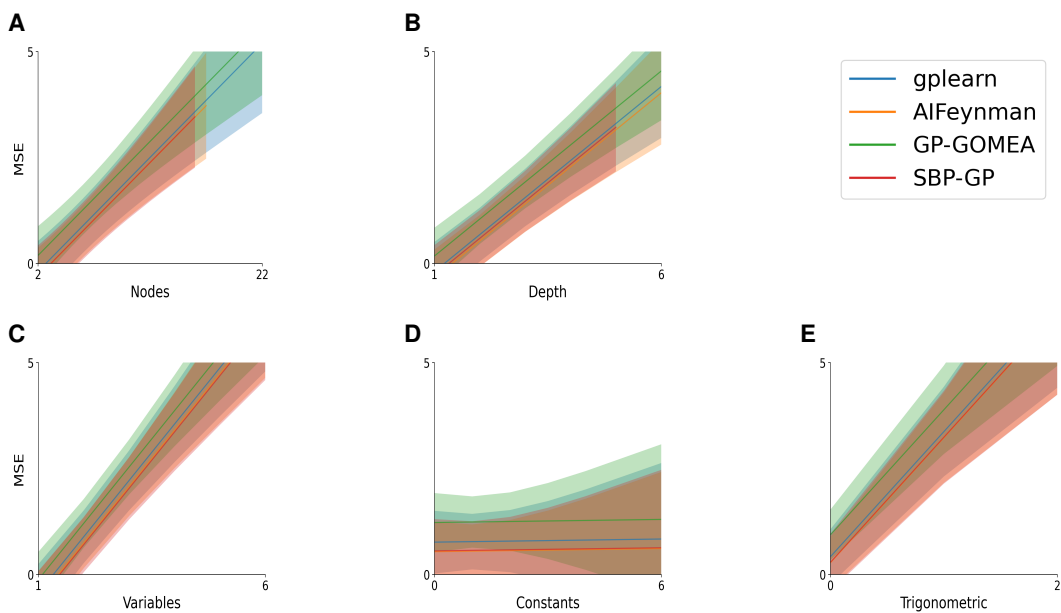 A
5
MSE
0
2
22
Nodes
B
5
0
1
6
Depth
gplearn
AIFeynman
GP-GOMEA
SBP-GP
C
5
MSE
0
1
6
Variables
D
5
0
0
6
Constants
E
5
0
0
2
Trigonometric